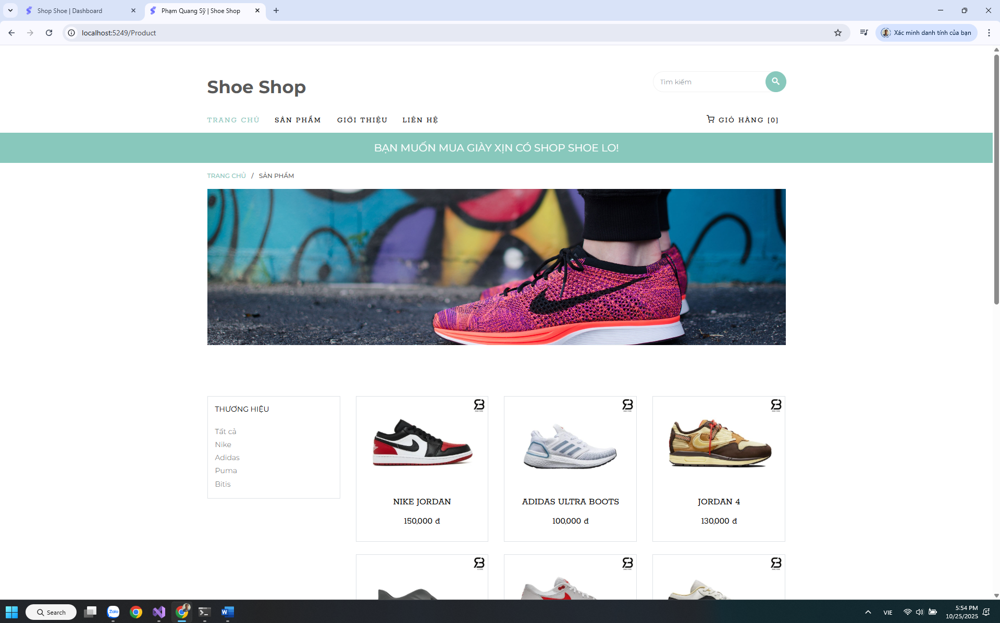 Shop Shoe | Dashboard
Phạm Quang Sỹ | Shoe Shop
localhost:5249/Product
Xác minh danh tính của bạn
Shoe Shop
Tìm kiếm
TRANG CHỦ
SẢN PHẨM
GIỚI THIỆU
LIÊN HỆ
GIỎ HÀNG [0]
BẠN MUỐN MUA GIÀY XỊN CÓ SHOP SHOE LO!
TRANG CHỦ / SẢN PHẨM
THƯƠNG HIỆU
Tất cả
Nike
Adidas
Puma
Bitis
NIKE JORDAN
150,000 đ
ADIDAS ULTRA BOOTS
100,000 đ
JORDAN 4
130,000 đ
Search
Zalo
VIE
5:54 PM
10/25/2025